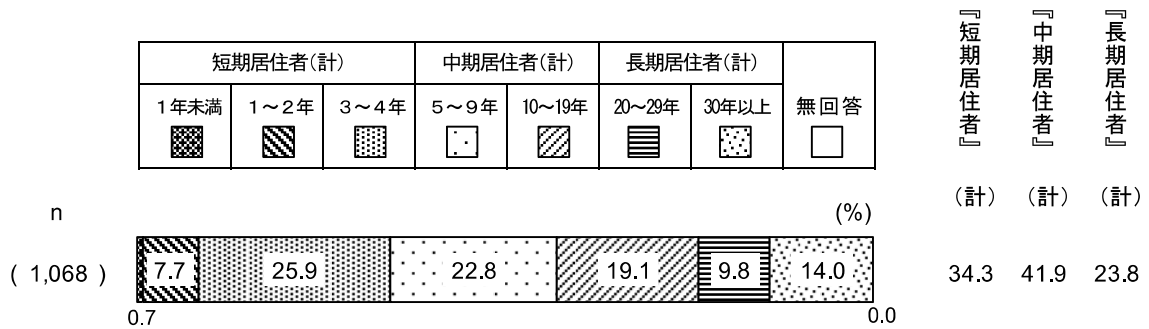 短期居住者(計) 中期居住者(計) 長期居住者(計)
1年未満 1～2年 3～4年 5～9年 10～19年 20～29年 30年以上 無回答
『短期居住者』 『中期居住者』 『長期居住者』
(計) (計) (計)
n (%)
( 1,068 ) 7.7 25.9 22.8 19.1 9.8 14.0 34.3 41.9 23.8
0.7 0.0